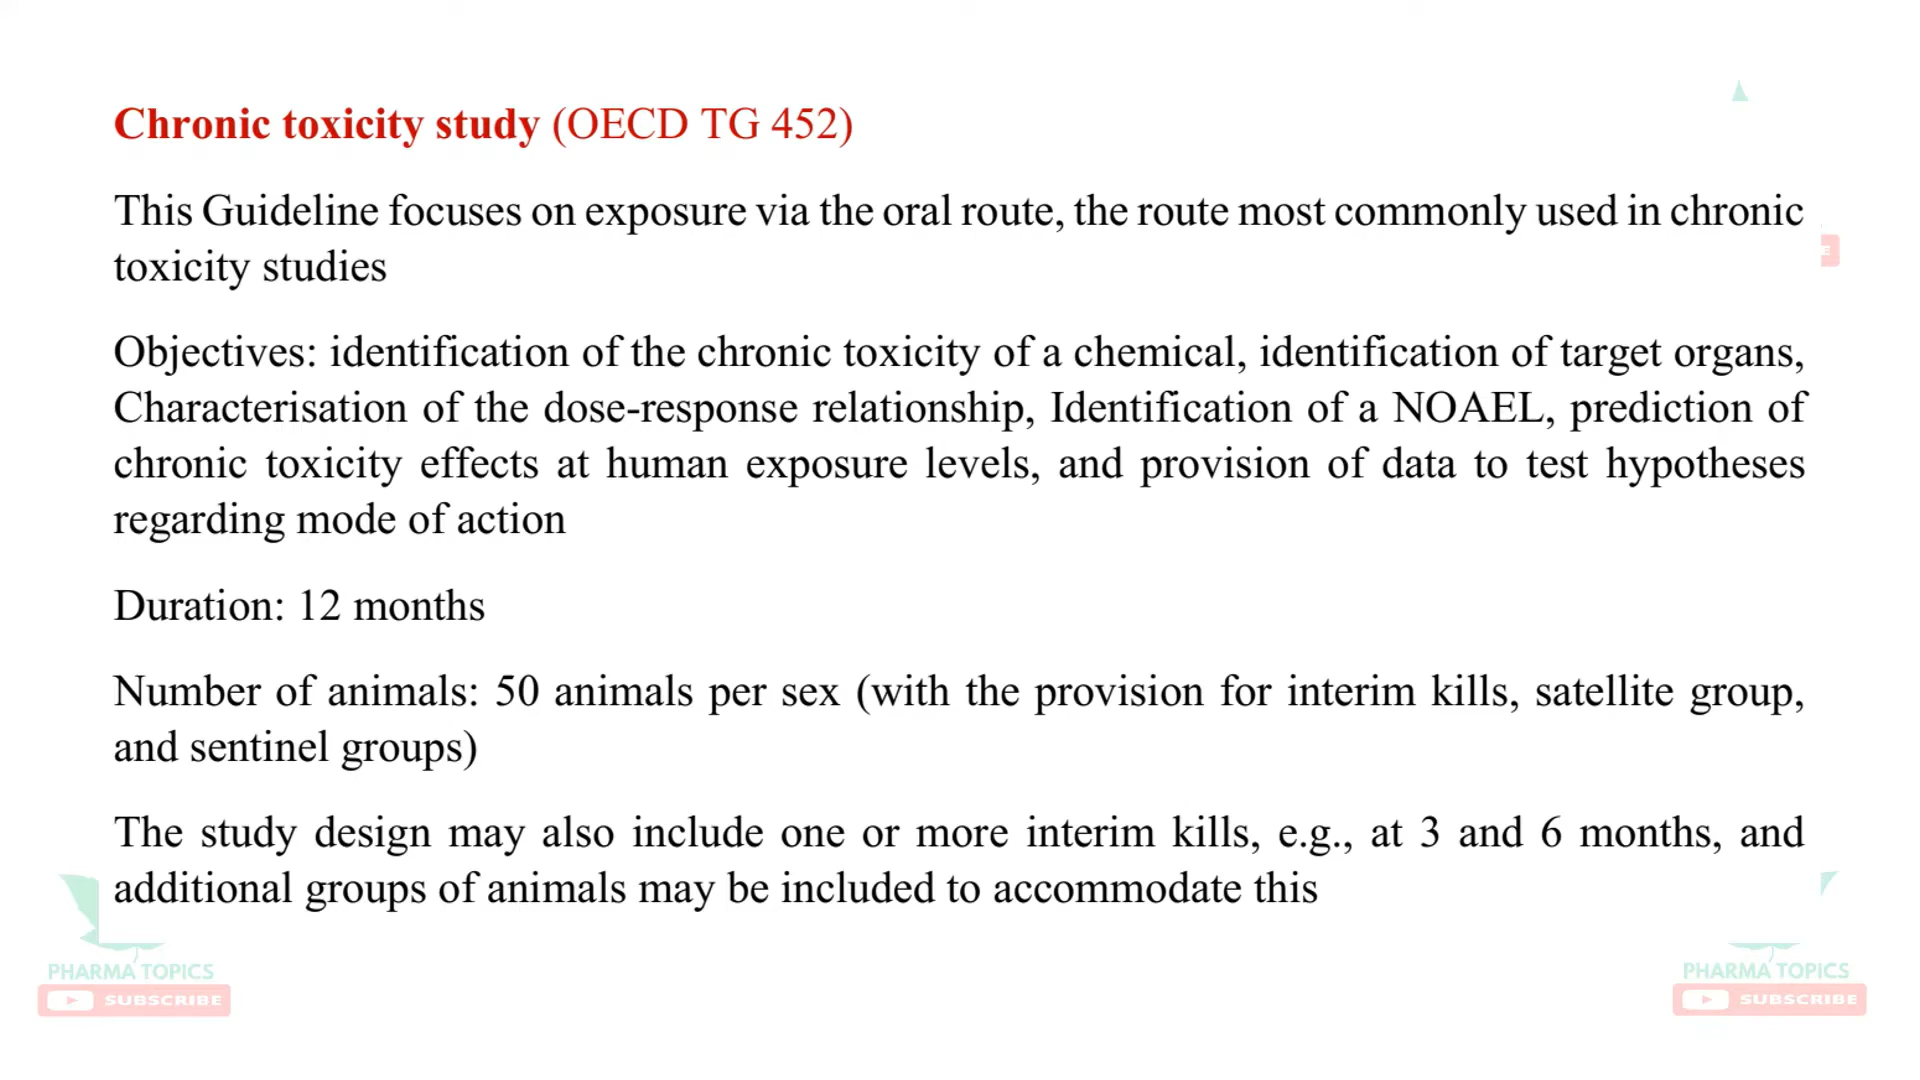 Chronic toxicity study (OECD TG 452)
This Guideline focuses on exposure via the oral route, the route most commonly used in chronic
toxicity studies
Objectives: identification of the chronic toxicity of a chemical, identification of target organs,
Characterisation of the dose-response relationship, Identification of a NOAEL, prediction of
chronic toxicity effects at human exposure levels, and provision of data to test hypotheses
regarding mode of action
Duration: 12 months
Number of animals: 50 animals per sex (with the provision for interim kills, satellite group,
and sentinel groups)
The study design may also include one or more interim kills, e.g., at 3 and 6 months, and
additional groups of animals may be included to accommodate this
PHARMA TOPICS
SUBSCRIBE
PHARMA TOPICS
SUBSCRIBE
E